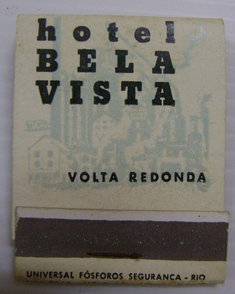 hotel
BELA
VISTA
VOLTA REDONDA
UNIVERSAL FÓSFOROS SEGURANCA - RIO